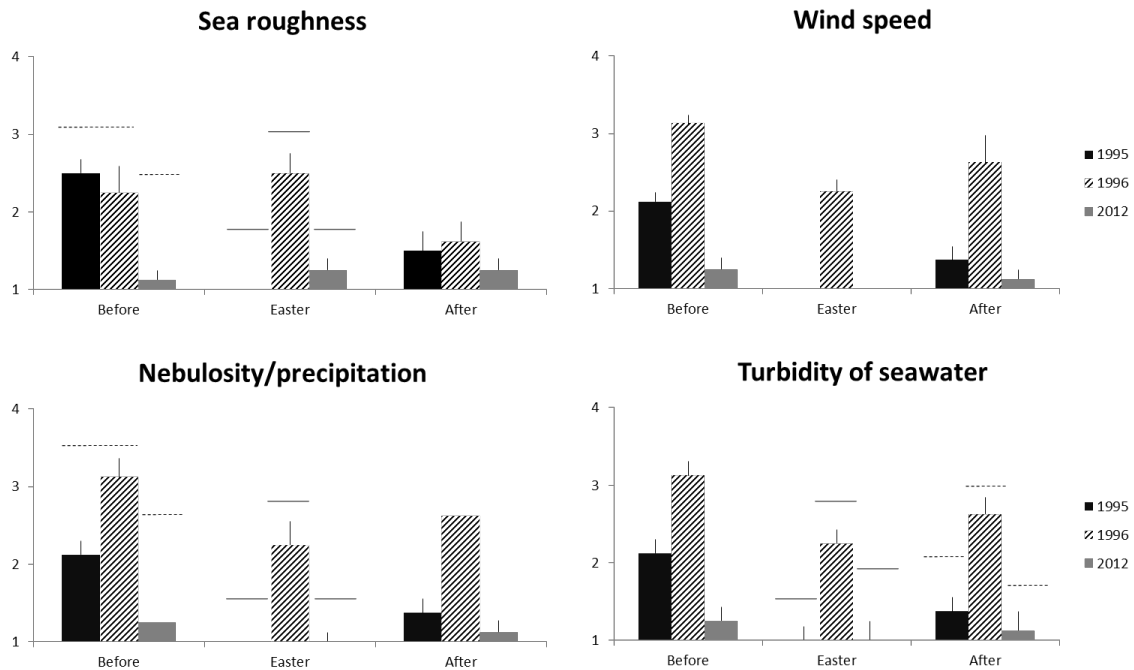 Sea roughness
4
3
2
1
Before Easter After
Wind speed
4
3
2
1
Before Easter After
1995
1996
2012
Nebulosity/precipitation
4
3
2
1
Before Easter After
Turbidity of seawater
4
3
2
1
Before Easter After
1995
1996
2012